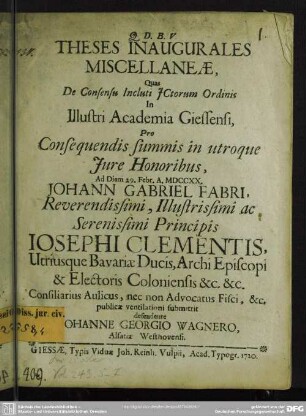 Q. D. B. V
THESES INAUGURALES
MISCELLANEÆ,
Quas
De Consensu Incluti JCtorum Ordinis
In
Illustri Academia Giessensi,
Pro
Consequendis summis in utroque
Jure Honoribus,
Ad Diem 29. Febr. A, MDCCXX.
JOHANN GABRIEL FABRI,
Reverendissimi, Illustrissimi ac
Serenissimi Principis
IOSEPHI CLEMENTIS,
Utriusque Bavariæ Ducis, Archi Episcopi
& Electoris Coloniensis &c. &c.
Consiliarius Aulicus, nec non Advocatus Fisci, &c.
publicæ ventilationi submittit
defendente
JOHANNE GEORGIO WAGNERO,
Alsatæ Westhovensi.
GIESSÆ, Typis Viduæ Joh. Reinh. Vulpii, Acad. Typogr. 1720.